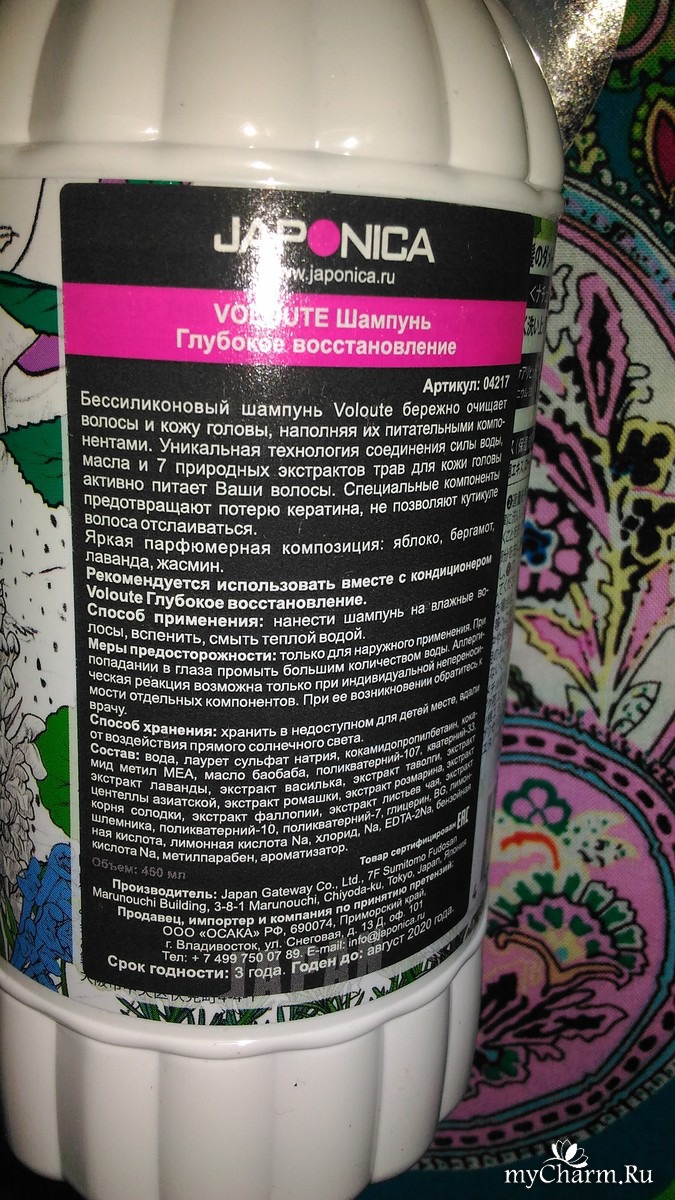 JAPONICA
www.japonica.ru
VOLOUTE Шампунь
Глубокое восстановление
Артикул: 04217
Бессиликоновый шампунь Voloute бережно очищает
волосы и кожу головы, наполняя их питательными компо-
нентами. Уникальная технология соединения силы воды,
масла и 7 природных экстрактов трав для кожи головы
активно питает Ваши волосы. Специальные компоненты
предотвращают потерю кератина, не позволяют кутикуле
волоса отслаиваться.
Яркая парфюмерная композиция: яблоко, бергамот,
лаванда, жасмин.
Рекомендуется использовать вместе с кондиционером
Voloute Глубокое восстановление.
Способ применения: нанести шампунь на влажные во-
лосы, вспенить, смыть теплой водой.
Меры предосторожности: только для наружного применения. При
попадании в глаза промыть большим количеством воды. Аллерги-
ческая реакция возможна только при индивидуальной непереноси-
мости отдельных компонентов. При ее возникновении обратитесь к
врачу.
Способ хранения: хранить в недоступном для детей месте, вдали
от воздействия прямого солнечного света.
Состав: вода, лаурет сульфат натрия, кокамидопропилбетаин, кока-
мид метил МЕА, масло баобаба, поликватерний-107, кватерний-33,
экстракт лаванды, экстракт василька, экстракт таволги, экстракт
центеллы азиатской, экстракт ромашки, экстракт розмарина, экстракт
корня солодки, экстракт фаллопии, экстракт листьев чая, экстракт
шлемника, поликватерний-10, поликватерний-7, глицерин, BG, лимон-
ная кислота, лимонная кислота Na, хлорид, Na, EDTA-2Na, бензойная
кислота Na, метилпарабен, ароматизатор.
Товар сертифицирован EAC
Объем: 460 мл
Производитель: Japan Gateway Co., Ltd., 7F Sumitomo Fudosan
Marunouchi Building, 3-8-1 Marunouchi, Chiyoda-ku, Tokyo, Japan, Япония
Продавец, импортер и компания по принятию претензий:
ООО «ОСАКА» РФ, 690074, Приморский край,
г. Владивосток, ул. Снеговая, д. 13 Д, оф. 101
Тел: + 7 499 750 07 89. E-mail: info@japonica.ru
Срок годности: 3 года. Годен до: август 2020 года.
JAPAN
myCharm.Ru